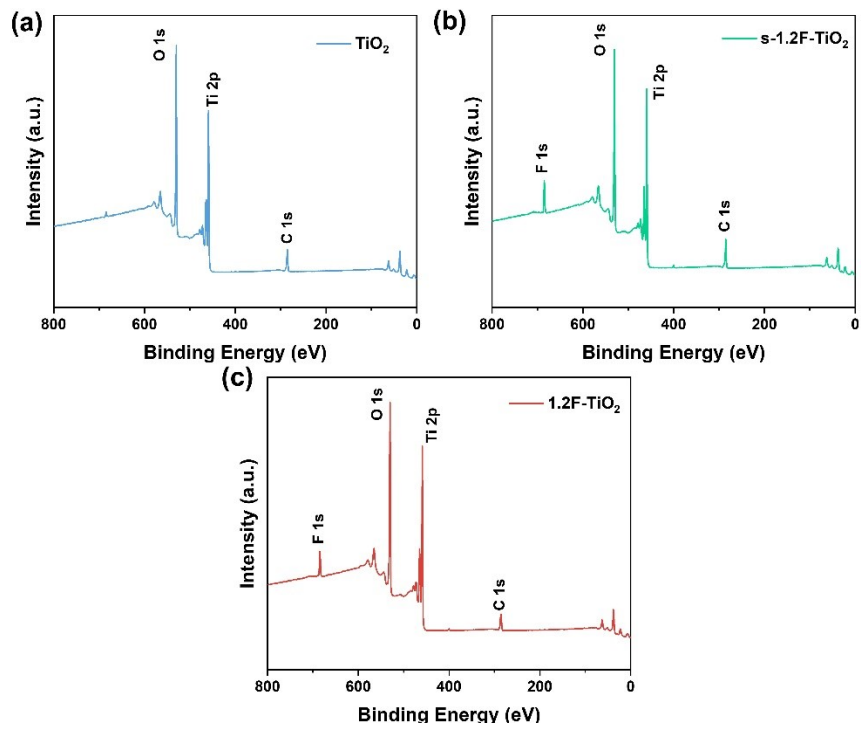 (a)
TiO₂
O 1s
Ti 2p
C 1s
Intensity (a.u.)
800
600
400
200
0
Binding Energy (eV)
(b)
s-1.2F-TiO₂
O 1s
Ti 2p
F 1s
C 1s
Intensity (a.u.)
800
600
400
200
0
Binding Energy (eV)
(c)
1.2F-TiO₂
O 1s
Ti 2p
F 1s
C 1s
Intensity (a.u.)
800
600
400
200
0
Binding Energy (eV)